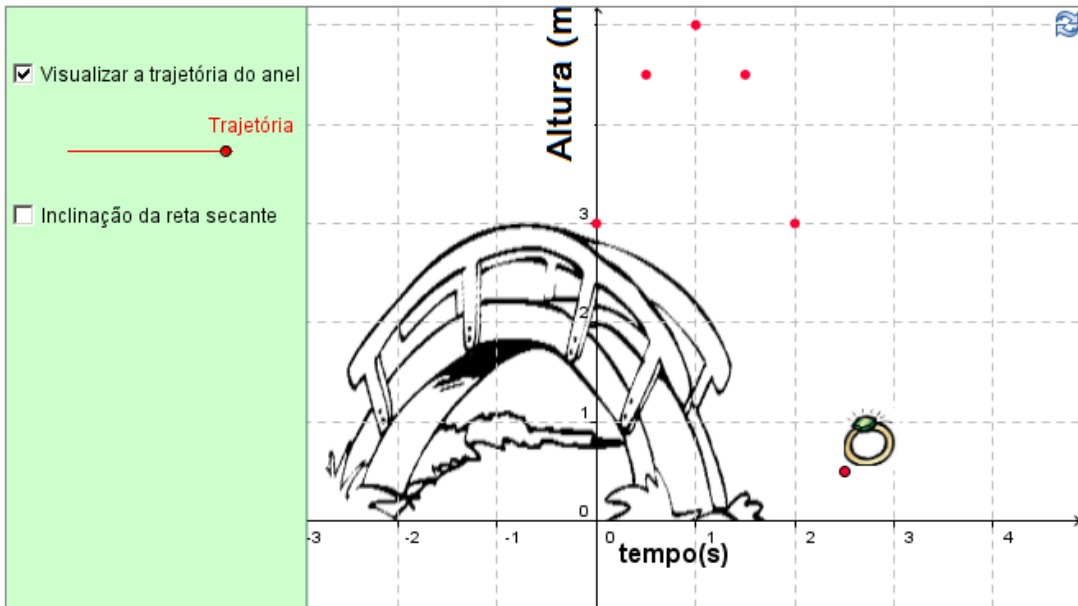 Visualizar a trajetória do anel
Trajetória
Inclinação da reta secante
Altura (m
3
2
1
0
-3 -2 -1 0 1 2 3 4
tempo(s)